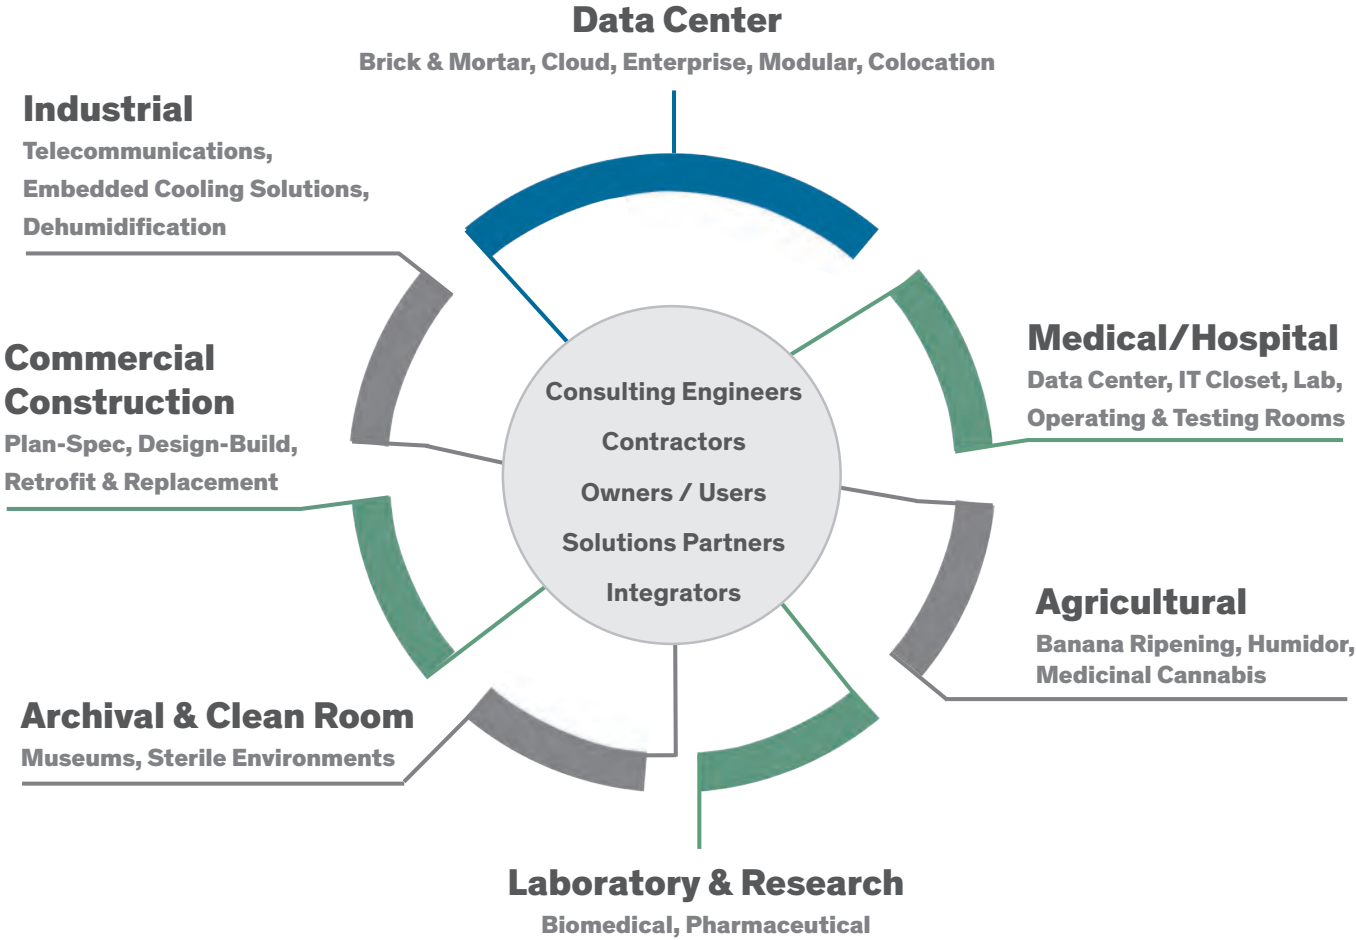 Data Center
Brick & Mortar, Cloud, Enterprise, Modular, Colocation
Industrial
Telecommunications,
Embedded Cooling Solutions,
Dehumidification
Medical/Hospital
Data Center, IT Closet, Lab,
Operating & Testing Rooms
Commercial
Construction
Plan-Spec, Design-Build,
Retrofit & Replacement
Consulting Engineers
Contractors
Owners / Users
Solutions Partners
Integrators
Agricultural
Banana Ripening, Humidor,
Medicinal Cannabis
Archival & Clean Room
Museums, Sterile Environments
Laboratory & Research
Biomedical, Pharmaceutical